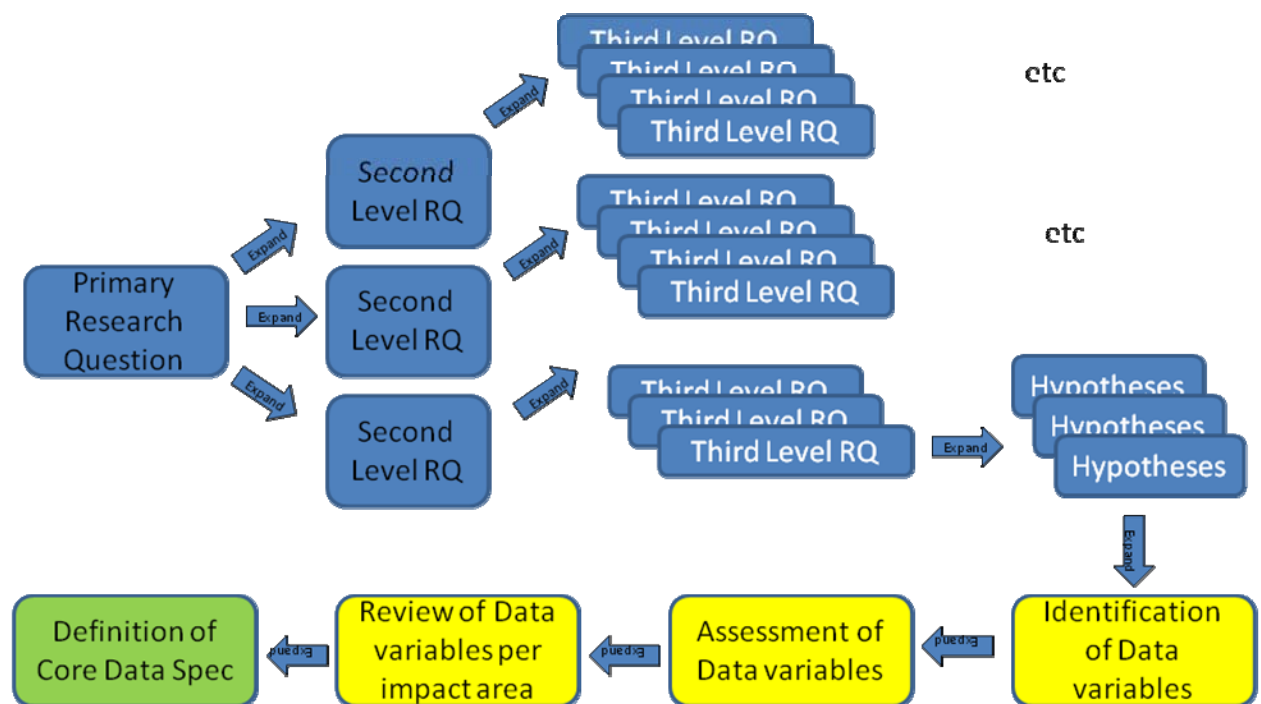 Third Level RQ
Third Level RQ
Third Level RQ
Third Level RQ
etc
Expand
Second
Level RQ
Third Level RQ
Third Level RQ
Third Level RQ
Third Level RQ
etc
Expand
Expand
Primary
Research
Question
Expand
Second
Level RQ
Expand
Second
Level RQ
Expand
Third Level RQ
Third Level RQ
Third Level RQ
Expand
Hypotheses
Hypotheses
Hypotheses
Expand
Definition of
Core Data Spec
Expand
Review of Data
variables per
impact area
Expand
Assessment of
Data variables
Expand
Identification
of Data
variables